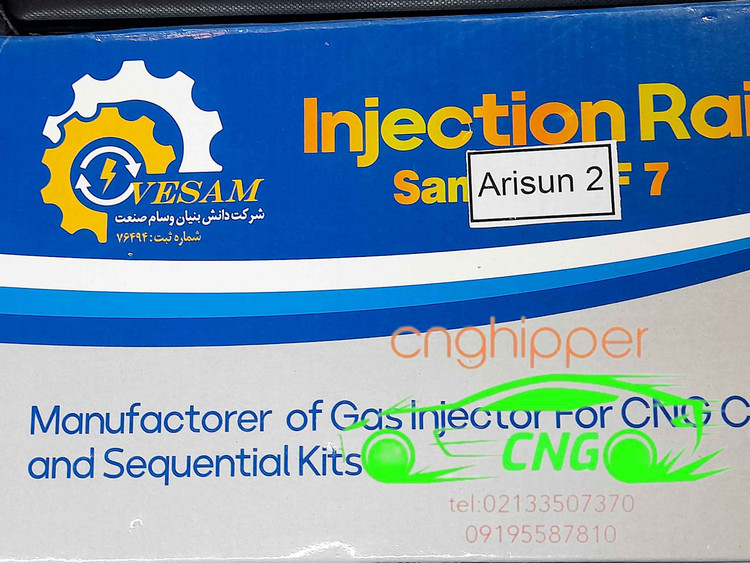 Injection Rai
San Arisun 2 F 7
VESAM
شرکت دانش بنیان وسام صنعت
شماره ثبت: ۷۶۴۹۴
cnghipper
Manufactorer of Gas Injector For CNG C
and Sequential Kits
CNG
tel:02133507370
09195587810